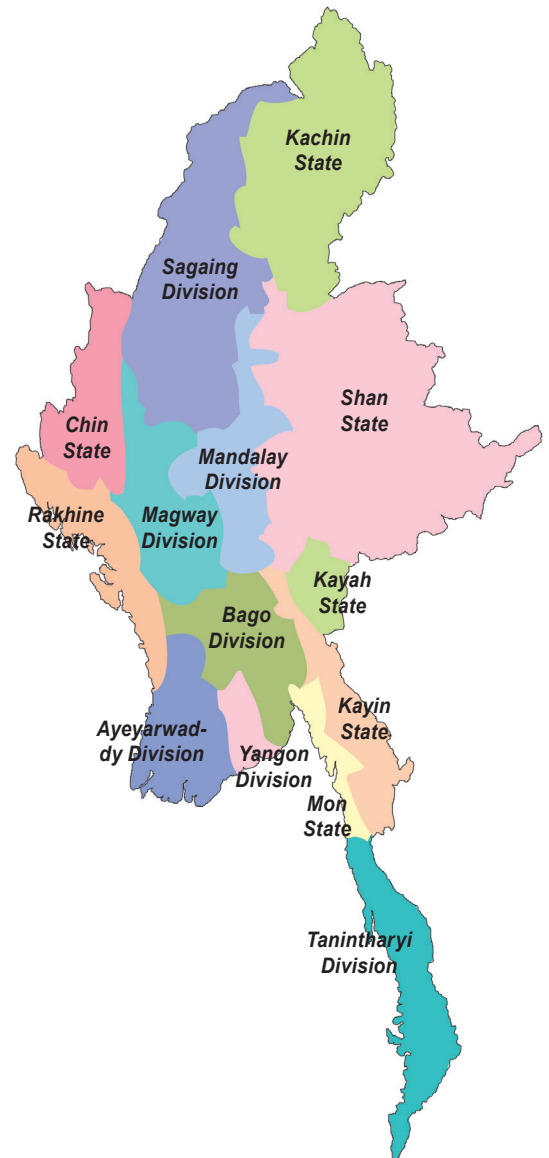 Kachin
State
Sagaing
Division
Shan
State
Chin
State
Mandalay
Division
Rakhine
State
Magway
Division
Kayah
State
Bago
Division
Kayin
State
Ayeyarwad-
dy Division
Yangon
Division
Mon
State
Tanintharyi
Division